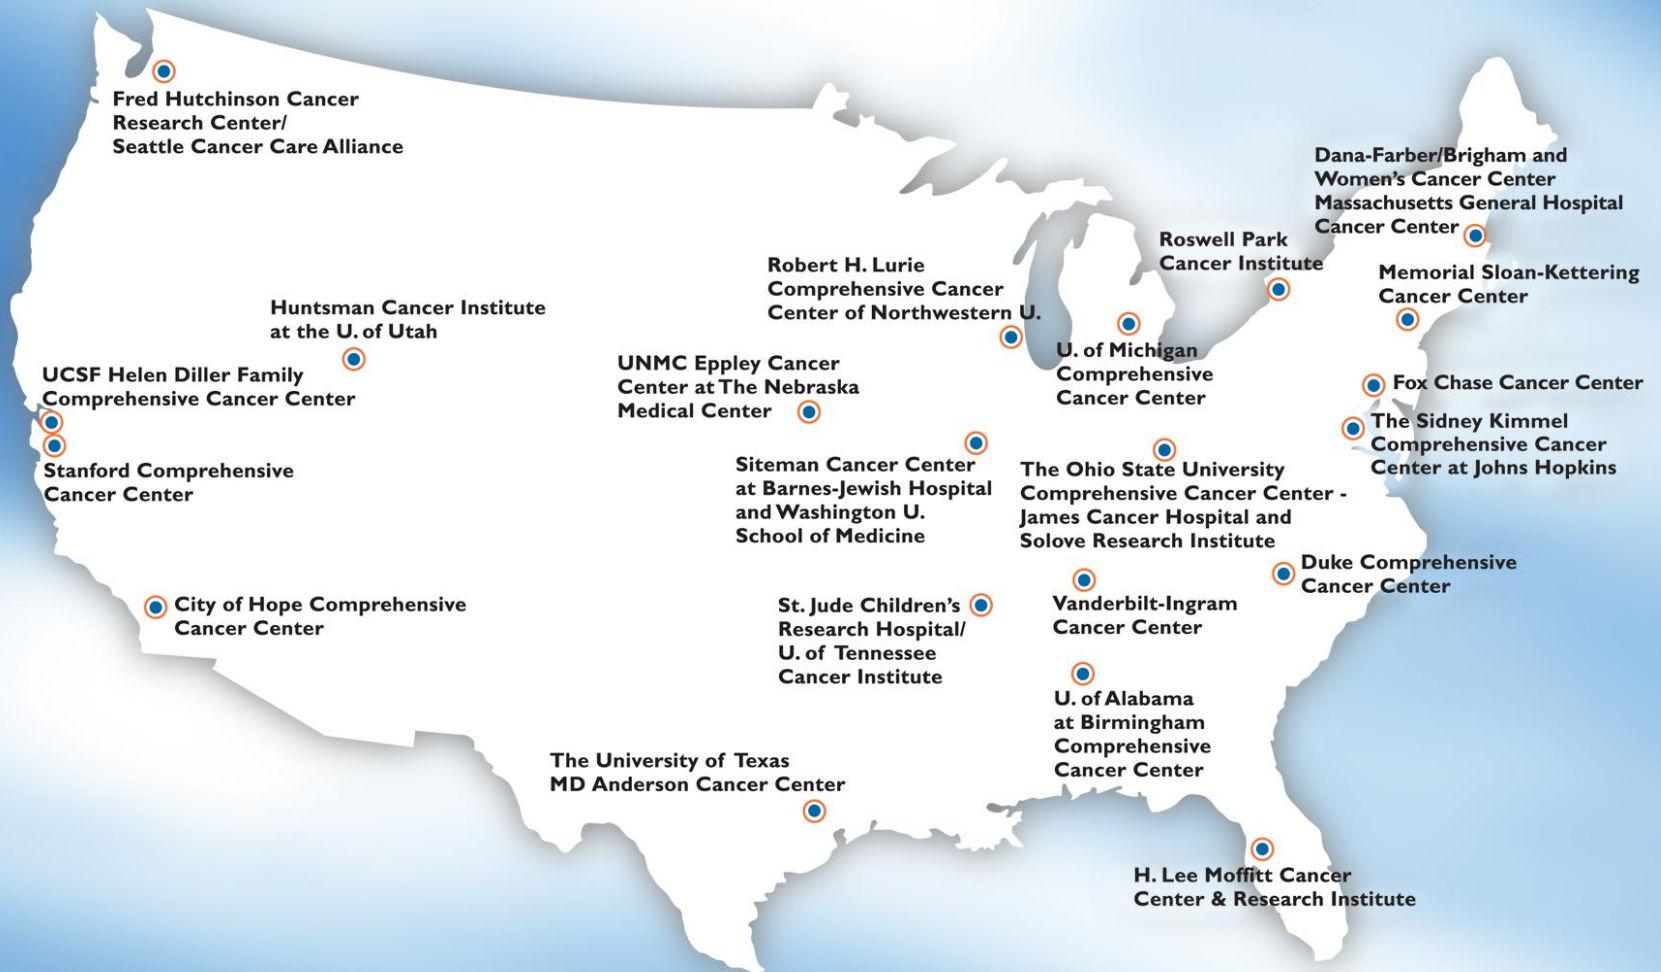 Fred Hutchinson Cancer
Research Center/
Seattle Cancer Care Alliance
Dana-Farber/Brigham and
Women's Cancer Center
Massachusetts General Hospital
Cancer Center
Roswell Park
Cancer Institute
Robert H. Lurie
Comprehensive Cancer
Center of Northwestern U.
Memorial Sloan-Kettering
Cancer Center
Huntsman Cancer Institute
at the U. of Utah
U. of Michigan
Comprehensive
Cancer Center
UNMC Eppley Cancer
Center at The Nebraska
Medical Center
UCSF Helen Diller Family
Comprehensive Cancer Center
Fox Chase Cancer Center
The Sidney Kimmel
Comprehensive Cancer
Center at Johns Hopkins
Stanford Comprehensive
Cancer Center
Siteman Cancer Center
at Barnes-Jewish Hospital
and Washington U.
School of Medicine
The Ohio State University
Comprehensive Cancer Center -
James Cancer Hospital and
Solove Research Institute
Duke Comprehensive
Cancer Center
City of Hope Comprehensive
Cancer Center
St. Jude Children's
Research Hospital/
U. of Tennessee
Cancer Institute
Vanderbilt-Ingram
Cancer Center
U. of Alabama
at Birmingham
Comprehensive
Cancer Center
The University of Texas
MD Anderson Cancer Center
H. Lee Moffitt Cancer
Center & Research Institute